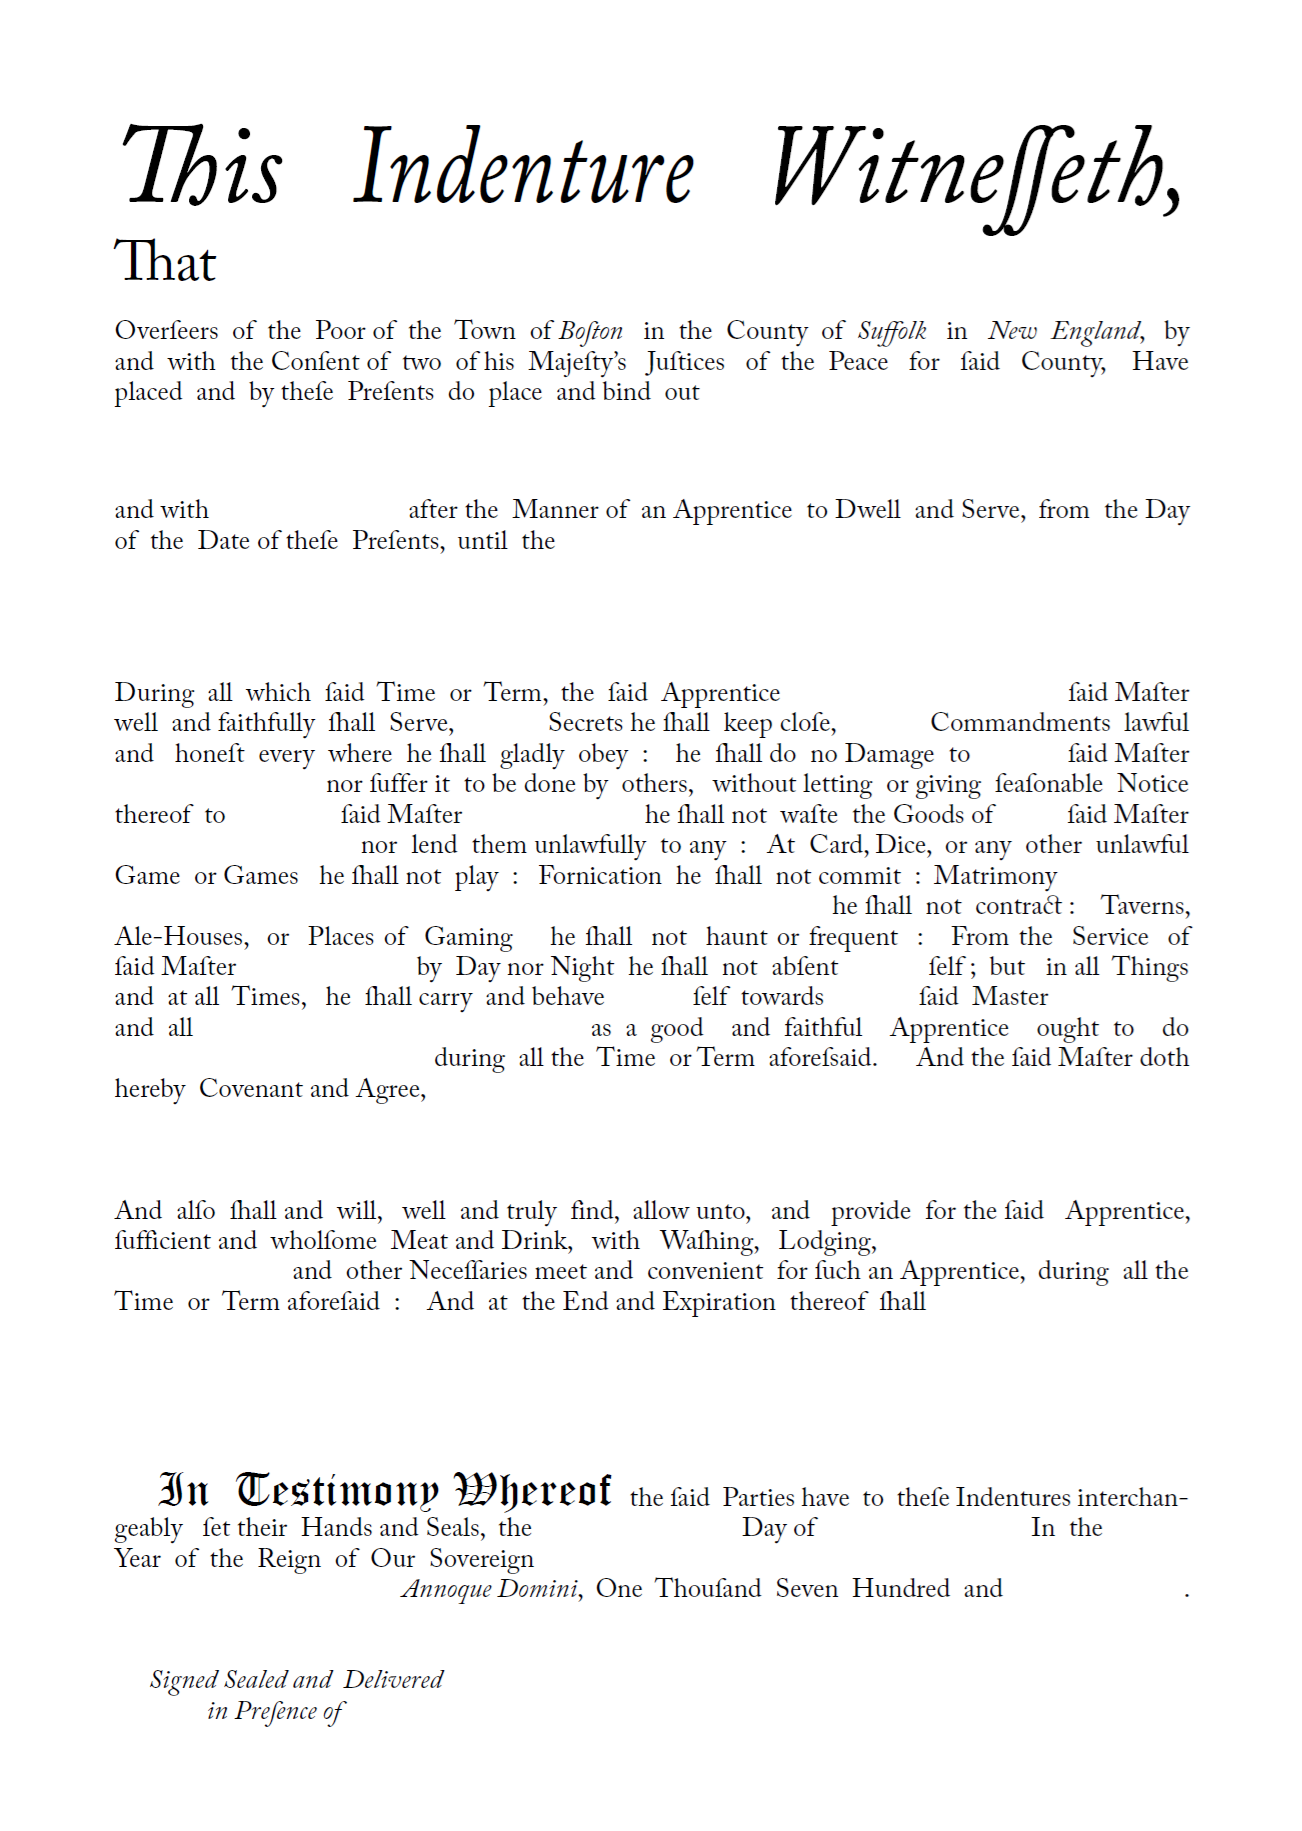 This Indenture Witneſſeth,
That
Overſeers of the Poor of the Town of Boſton in the County of Suffolk in New England, by
and with the Conſent of two of his Majeſty’s Juſtices of the Peace for ſaid County, Have
placed and by theſe Preſents do place and bind out
and with after the Manner of an Apprentice to Dwell and Serve, from the Day
of the Date of theſe Preſents, until the
During all which ſaid Time or Term, the ſaid Apprentice ſaid Maſter
well and faithfully ſhall Serve, Secrets he ſhall keep cloſe, Commandments lawful
and honeſt every where he ſhall gladly obey : he ſhall do no Damage to ſaid Maſter
nor ſuffer it to be done by others, without letting or giving ſeaſonable Notice
thereof to ſaid Maſter he ſhall not waſte the Goods of ſaid Maſter
nor lend them unlawfully to any : At Card, Dice, or any other unlawful
Game or Games he ſhall not play : Fornication he ſhall not commit : Matrimony
he ſhall not contract : Taverns,
Ale-Houses, or Places of Gaming he ſhall not haunt or frequent : From the Service of
ſaid Maſter by Day nor Night he ſhall not abſent ſelf ; but in all Things
and at all Times, he ſhall carry and behave ſelf towards ſaid Master
and all as a good and faithful Apprentice ought to do
during all the Time or Term aforeſsaid. And the ſaid Maſter doth
hereby Covenant and Agree,
And alſo ſhall and will, well and truly find, allow unto, and provide for the ſaid Apprentice,
ſufficient and wholſome Meat and Drink, with Waſhing, Lodging,
and other Neceſſaries meet and convenient for ſuch an Apprentice, during all the
Time or Term aforeſaid : And at the End and Expiration thereof ſhall
In Testimony Whereof the ſaid Parties have to theſe Indentures interchan-
geably ſet their Hands and Seals, the Day of In the
Year of the Reign of Our Sovereign
Annoque Domini, One Thouſand Seven Hundred and .
Signed Sealed and Delivered
in Preſence of